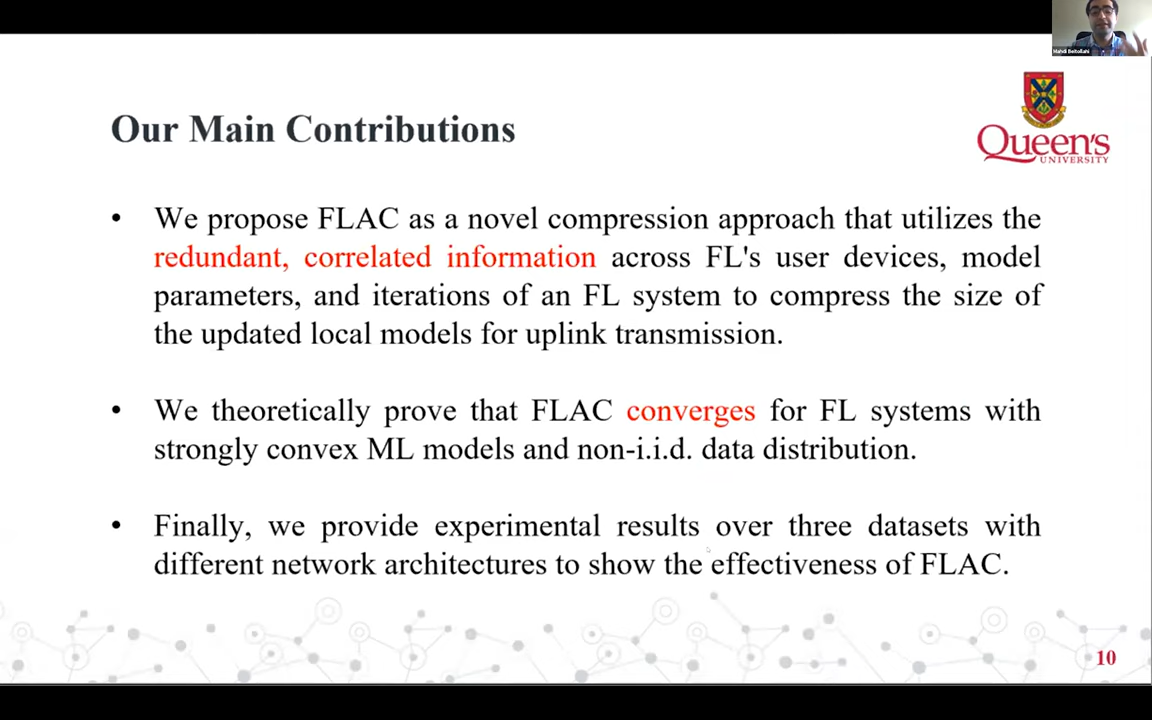 Mahdi Beitollahi
Our Main Contributions
Queen's
UNIVERSITY
• We propose FLAC as a novel compression approach that utilizes the
redundant, correlated information across FL's user devices, model
parameters, and iterations of an FL system to compress the size of
the updated local models for uplink transmission.
• We theoretically prove that FLAC converges for FL systems with
strongly convex ML models and non-i.i.d. data distribution.
• Finally, we provide experimental results over three datasets with
different network architectures to show the effectiveness of FLAC.
10